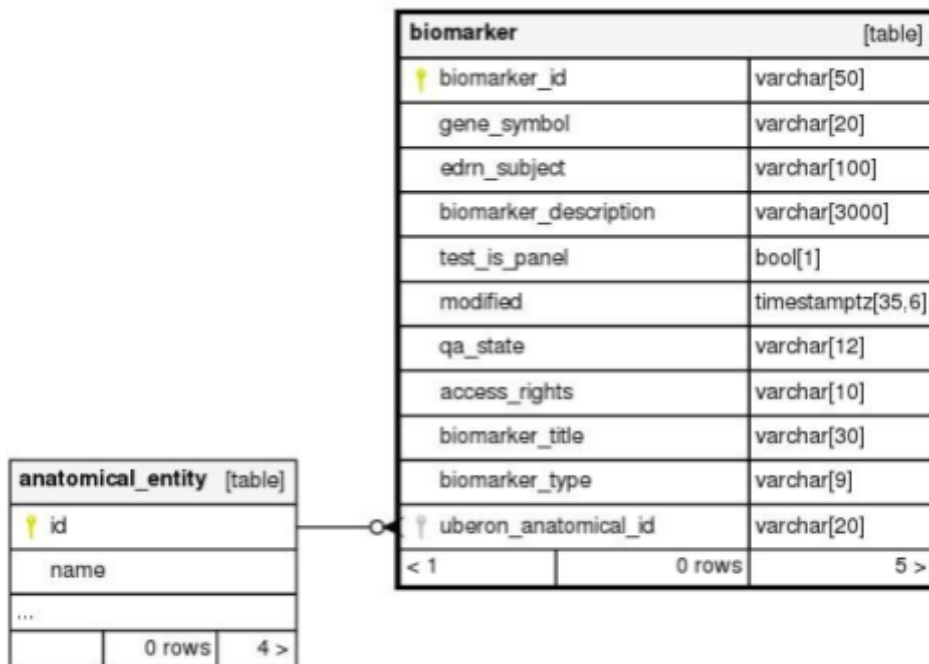 biomarker [table]
biomarker_id varchar[50]
gene_symbol varchar[20]
edrn_subject varchar[100]
biomarker_description varchar[3000]
test_is_panel bool[1]
modified timestamptz[35,6]
qa_state varchar[12]
access_rights varchar[10]
biomarker_title varchar[30]
biomarker_type varchar[9]
uberon_anatomical_id varchar[20]
< 1 0 rows 5 >
anatomical_entity [table]
id
name
...
0 rows 4 >